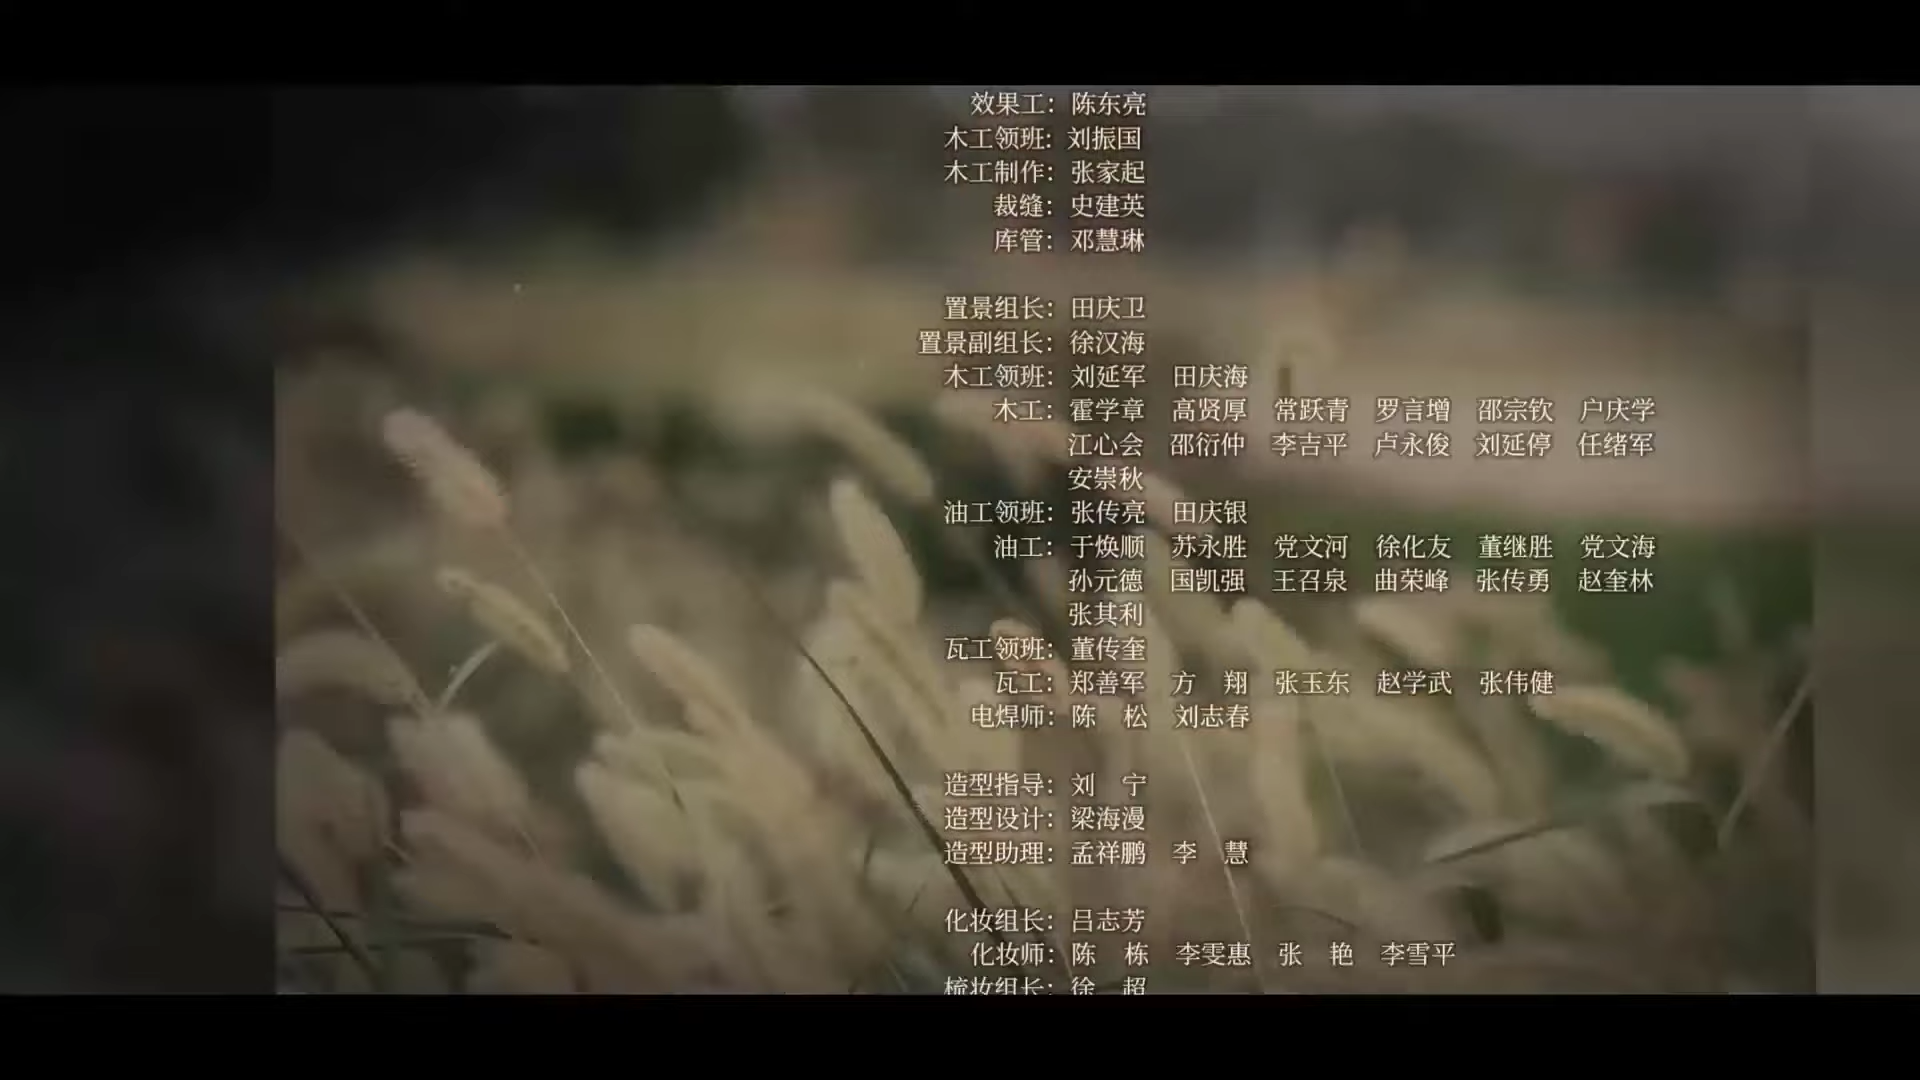 效果工：陈东亮
木工领班：刘振国
木工制作：张家起
裁缝：史建英
库管：邓慧琳
置景组长：田庆卫
置景副组长：徐汉海
木工领班：刘延军　田庆海
木工：霍学章　高贤厚　常跃青　罗言增　邵宗钦　户庆学
江心会　邵衍仲　李吉平　卢永俊　刘延停　任绪军
安崇秋
油工领班：张传亮　田庆银
油工：于焕顺　苏永胜　党文河　徐化友　董继胜　党文海
孙元德　国凯强　王召泉　曲荣峰　张传勇　赵奎林
张其利
瓦工领班：董传奎
瓦工：郑善军　方　翔　张玉东　赵学武　张伟健
电焊师：陈　松　刘志春
造型指导：刘　宁
造型设计：梁海漫
造型助理：孟祥鹏　李　慧
化妆组长：吕志芳
化妆师：陈　栋　李雯惠　张　艳　李雪平
梳妆组长：徐　超